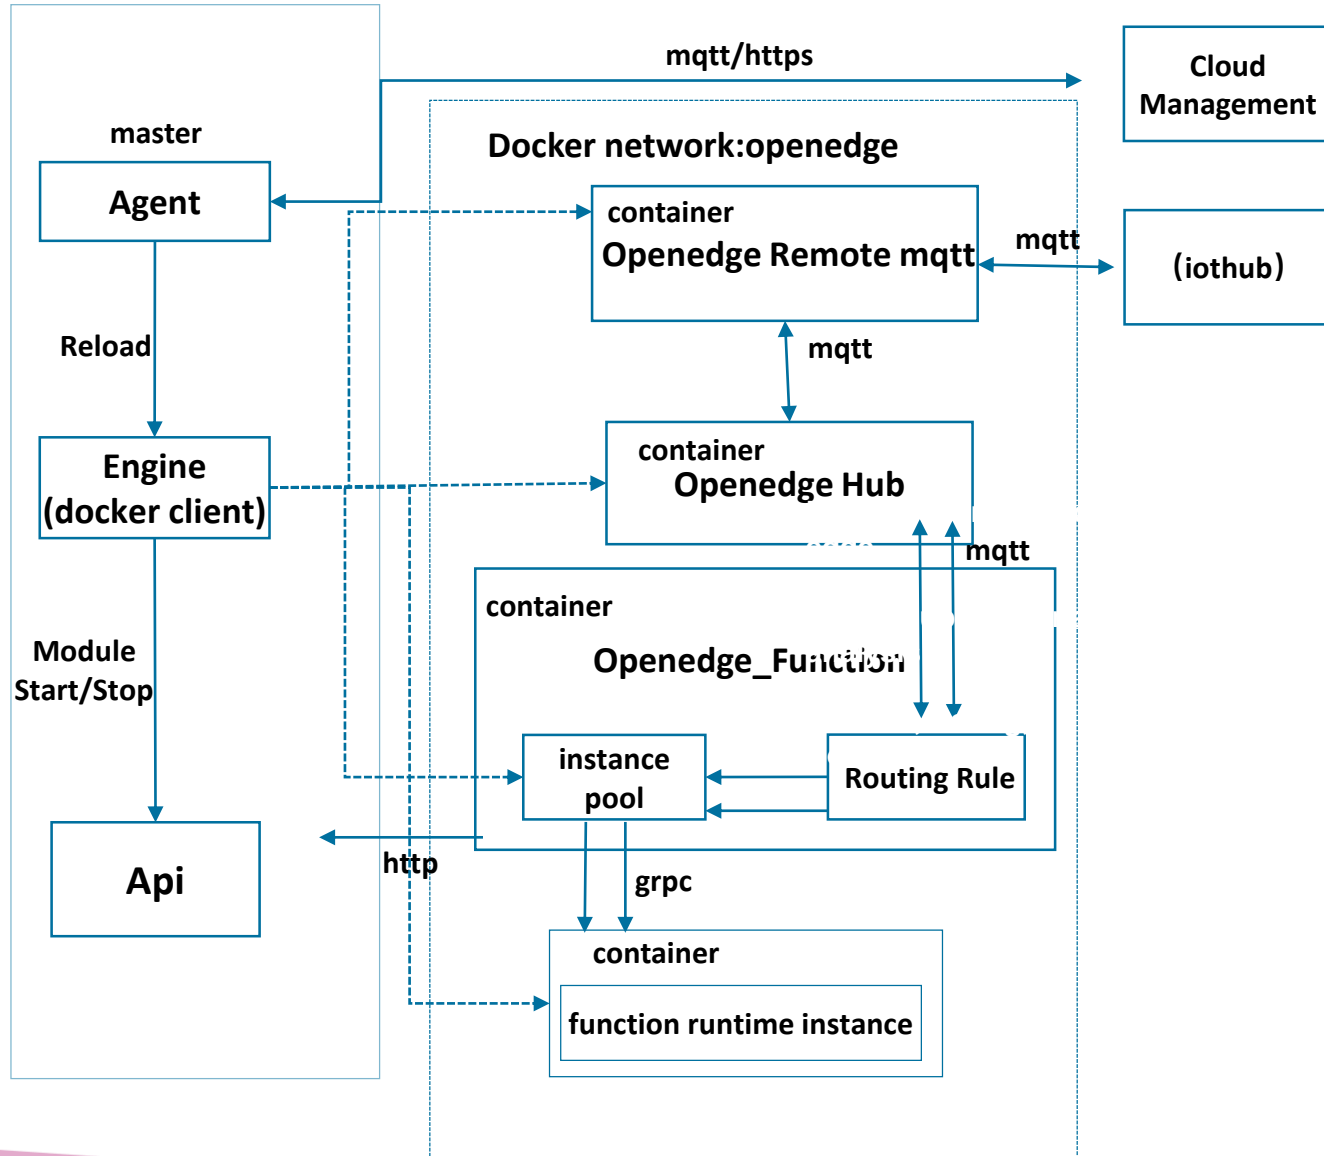 mqtt/https
Cloud
Management
master
Docker network:openedge
Agent
container
Openedge Remote mqtt
mqtt
(iothub)
Reload
mqtt
Engine
(docker client)
container
Openedge Hub
mqtt
container
Openedge_Function
Module
Start/Stop
instance
pool
Routing Rule
http
Api
grpc
container
function runtime instance